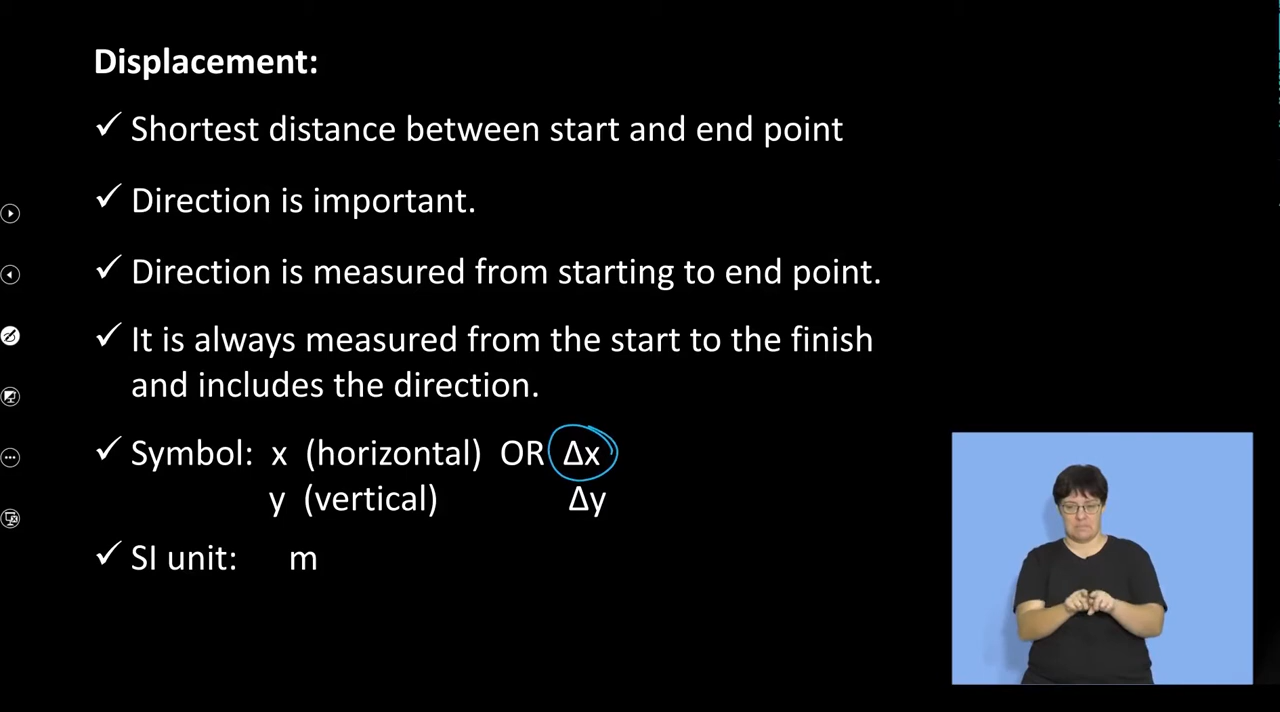 Displacement:
✓ Shortest distance between start and end point
✓ Direction is important.
✓ Direction is measured from starting to end point.
✓ It is always measured from the start to the finish
and includes the direction.
✓ Symbol: x (horizontal) OR Δx
y (vertical) Δy
✓ SI unit: m